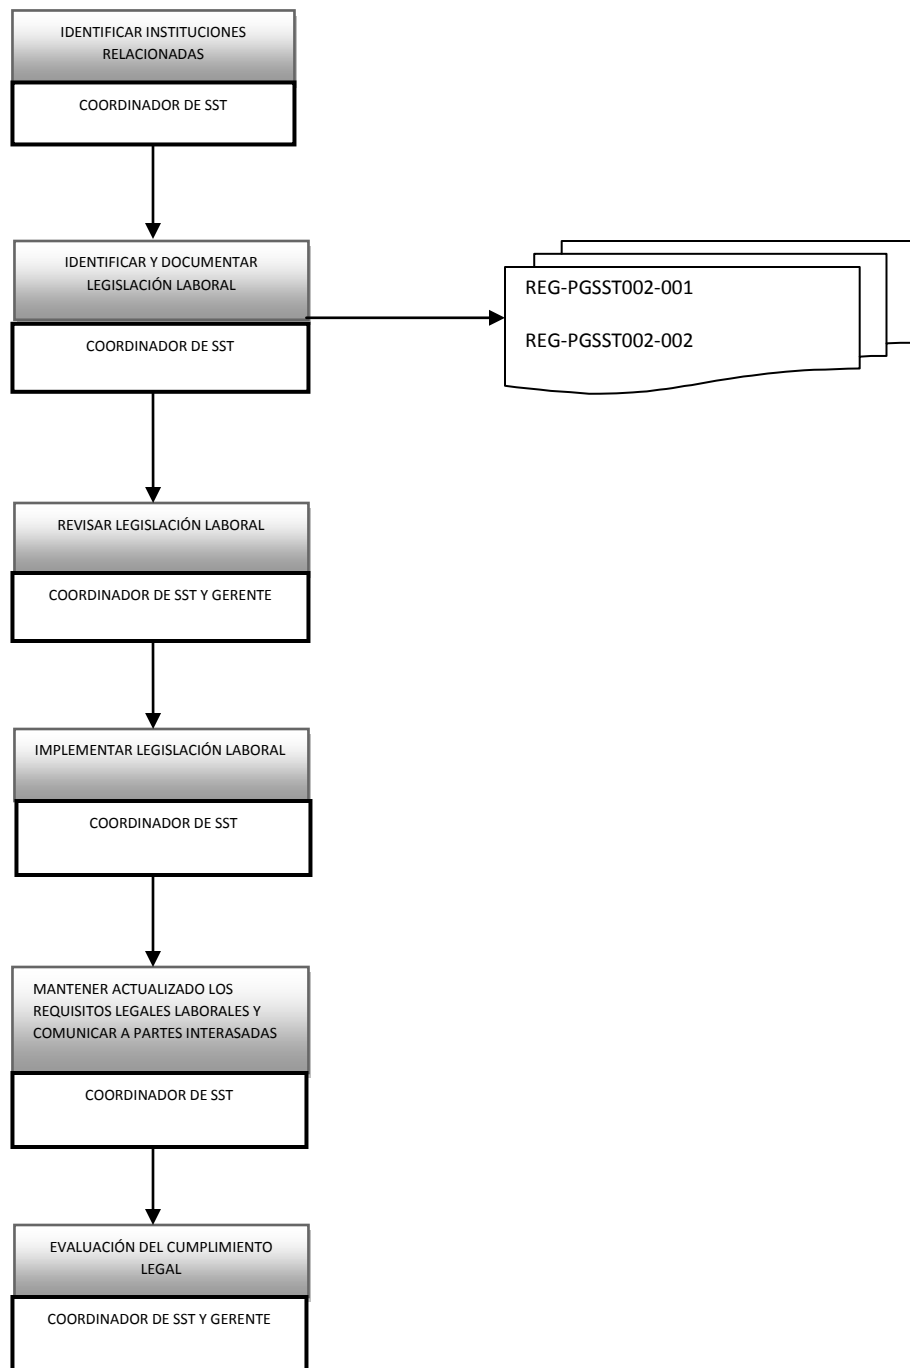 IDENTIFICAR INSTITUCIONES
RELACIONADAS
COORDINADOR DE SST
IDENTIFICAR Y DOCUMENTAR
LEGISLACIÓN LABORAL
COORDINADOR DE SST
REG-PGSST002-001
REG-PGSST002-002
REVISAR LEGISLACIÓN LABORAL
COORDINADOR DE SST Y GERENTE
IMPLEMENTAR LEGISLACIÓN LABORAL
COORDINADOR DE SST
MANTENER ACTUALIZADO LOS
REQUISITOS LEGALES LABORALES Y
COMUNICAR A PARTES INTERASADAS
COORDINADOR DE SST
EVALUACIÓN DEL CUMPLIMIENTO
LEGAL
COORDINADOR DE SST Y GERENTE